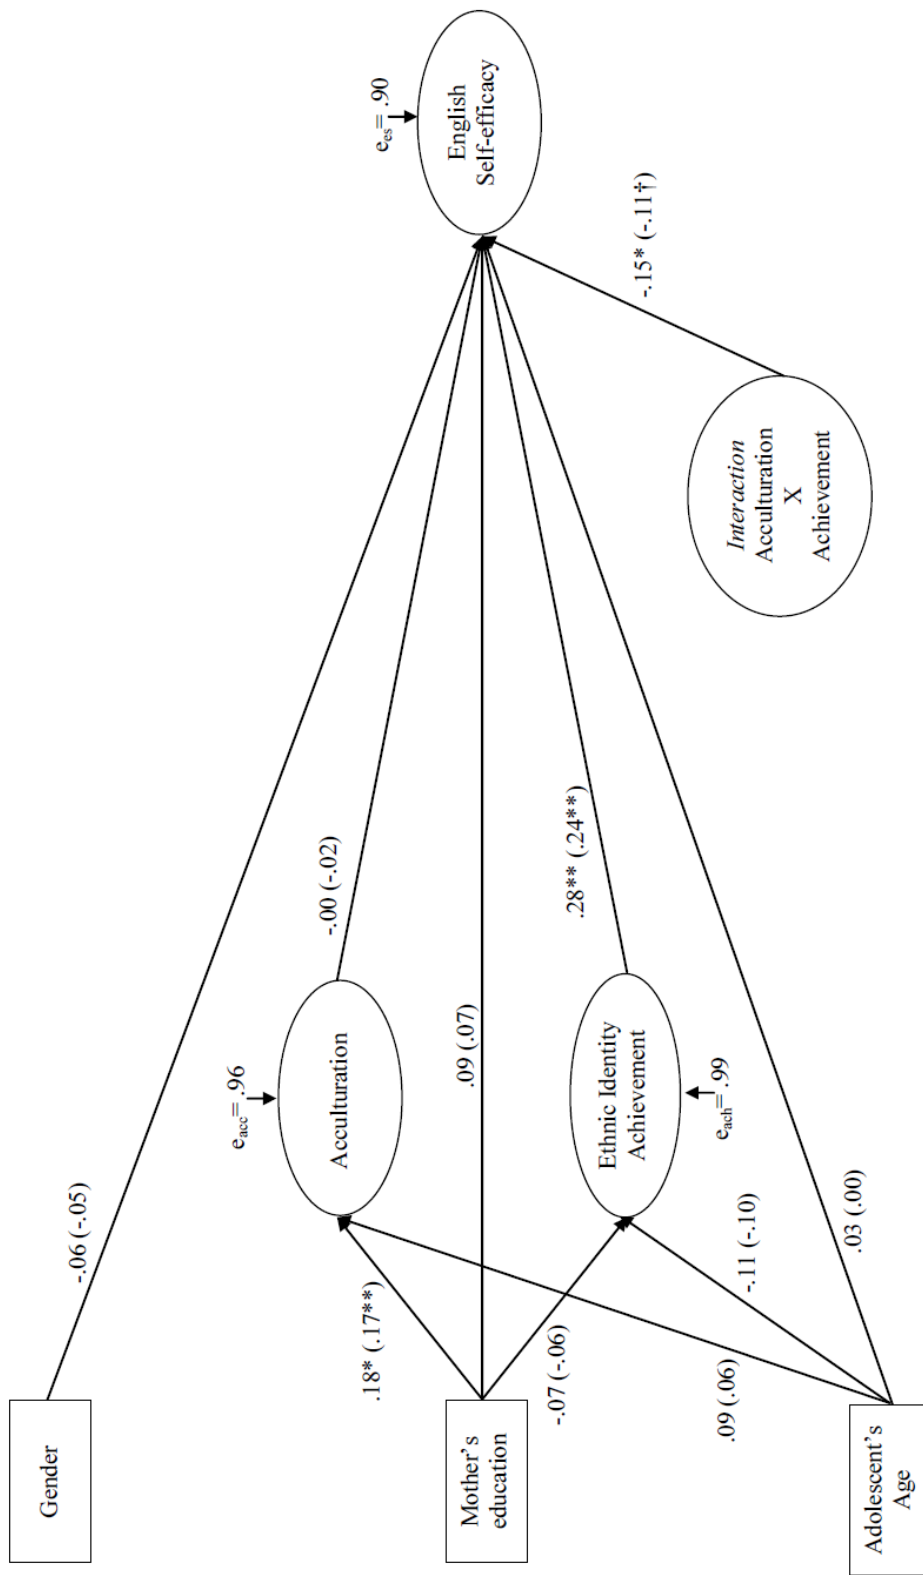 Gender
Mother's
education
Adolescent's
Age
-.06 (-.05)
.18* (.17**)
-.07 (-.06)
.09 (.06)
-.11 (-.10)
.03 (.00)
e_acc= .96
Acculturation
.09 (.07)
Ethnic Identity
Achievement
e_ach= .99
-.00 (-.02)
.28** (.24**)
Interaction
Acculturation
X
Achievement
-.15* (-.11†)
e_es= .90
English
Self-efficacy